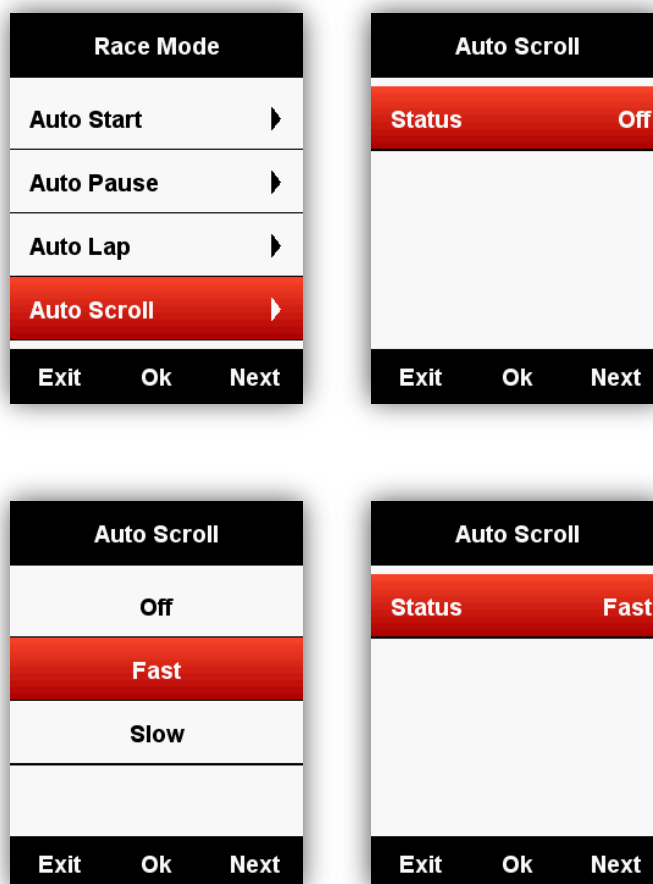 Race Mode
Auto Start
Auto Pause
Auto Lap
Auto Scroll
Exit Ok Next
Auto Scroll
Status Off
Exit Ok Next
Auto Scroll
Off
Fast
Slow
Exit Ok Next
Auto Scroll
Status Fast
Exit Ok Next